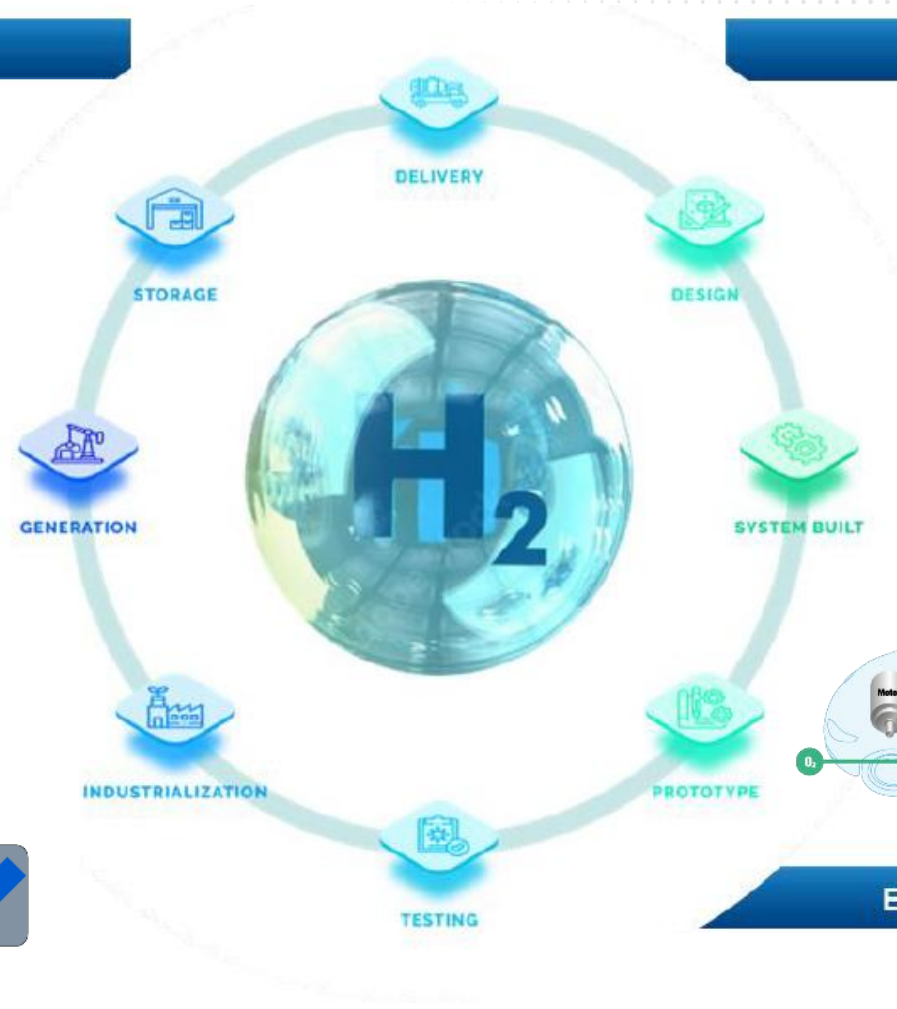 DELIVERY
STORAGE
DESIGN
H2
GENERATION
SYSTEM BUILT
O₂
INDUSTRIALIZATION
PROTOTYPE
TESTING